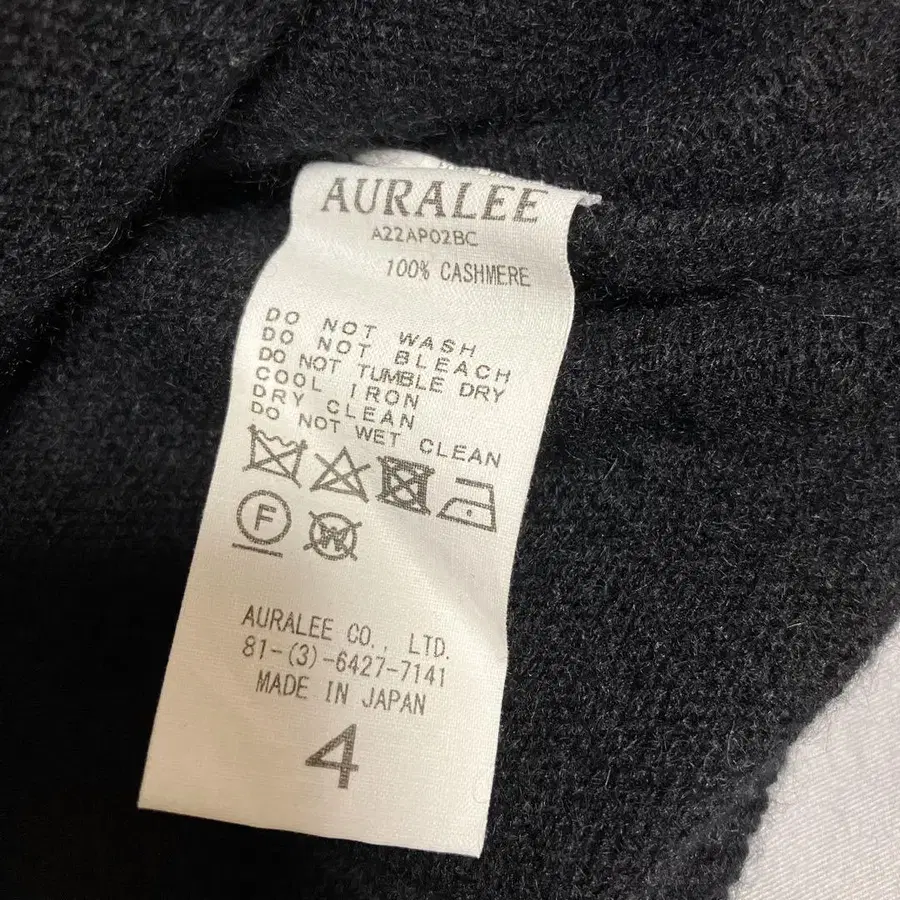 AURALEE
A22AP02BC
100% CASHMERE
DO NOT WASH
DO NOT BLEACH
DO NOT TUMBLE DRY
COOL IRON
DRY CLEAN
DO NOT WET CLEAN
F
W
AURALEE CO., LTD.
81-(3)-6427-7141
MADE IN JAPAN
4